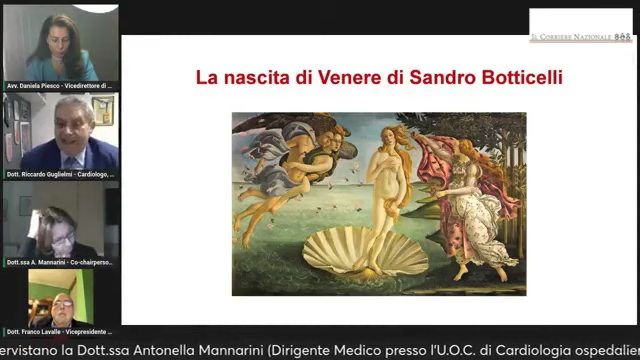 IL CORRIERE NAZIONALE
La nascita di Venere di Sandro Botticelli
Avv. Daniela Piesco - Vicedirettore di ...
Dott. Riccardo Guglielmi - Cardiologo, ...
Dott.ssa A. Mannarini - Co-chairperso...
Dott. Franco Lavalle - Vicepresidente ...
ervistano la Dott.ssa Antonella Mannarini (Dirigente Medico presso l'U.O.C. di Cardiologia ospedalier